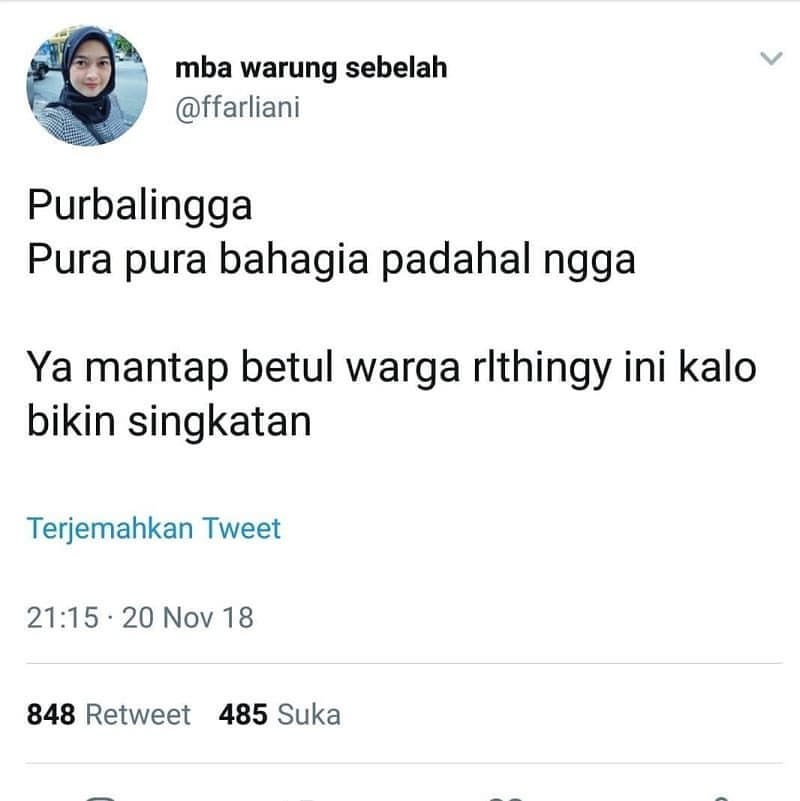 mba warung sebelah
@ffarliani
Purbalingga
Pura pura bahagia padahal ngga
Ya mantap betul warga rlthingy ini kalo
bikin singkatan
Terjemahkan Tweet
21:15 · 20 Nov 18
848 Retweet 485 Suka